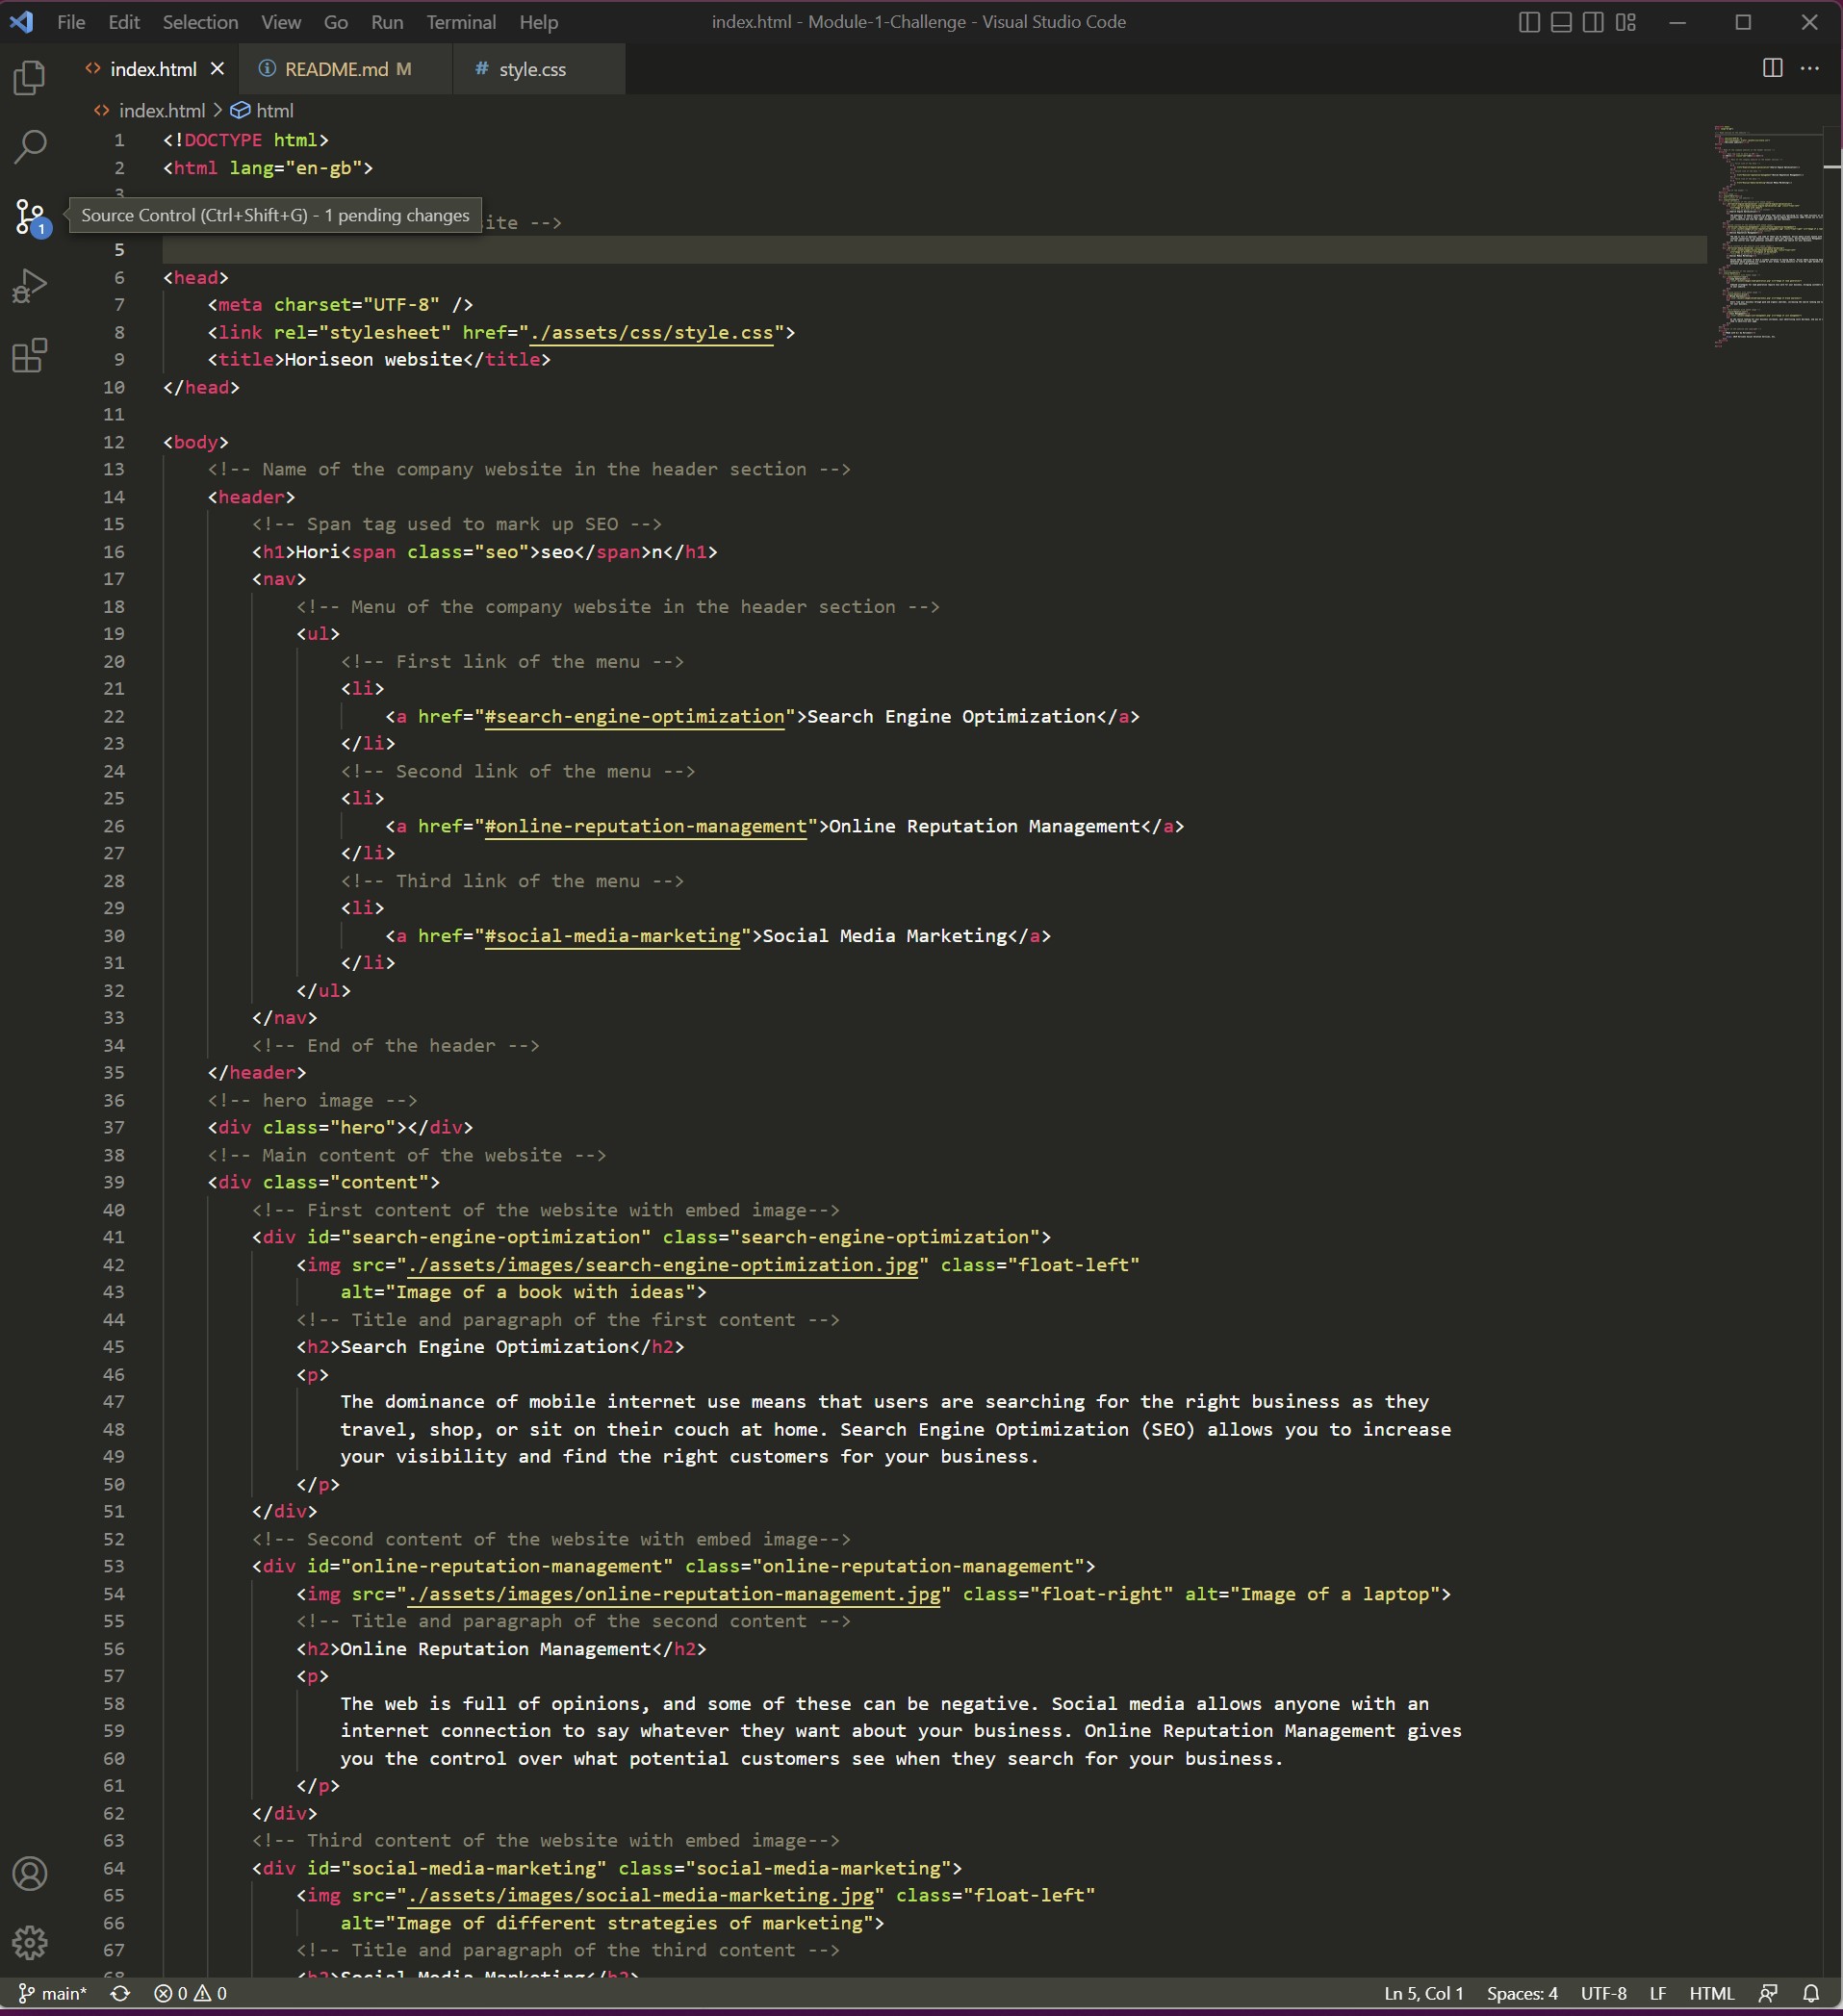 File Edit Selection View Go Run Terminal Help index.html - Module-1-Challenge - Visual Studio Code
index.html README.md M # style.css
index.html > html
1 <!DOCTYPE html>
2 <html lang="en-gb">
3
Source Control (Ctrl+Shift+G) - 1 pending changes
1
ite -->
5
6 <head>
7 <meta charset="UTF-8" />
8 <link rel="stylesheet" href="./assets/css/style.css">
9 <title>Horiseon website</title>
10 </head>
11
12 <body>
13 <!-- Name of the company website in the header section -->
14 <header>
15 <!-- Span tag used to mark up SEO -->
16 <h1>Hori<span class="seo">seo</span>n</h1>
17 <nav>
18 <!-- Menu of the company website in the header section -->
19 <ul>
20 <!-- First link of the menu -->
21 <li>
22 <a href="#search-engine-optimization">Search Engine Optimization</a>
23 </li>
24 <!-- Second link of the menu -->
25 <li>
26 <a href="#online-reputation-management">Online Reputation Management</a>
27 </li>
28 <!-- Third link of the menu -->
29 <li>
30 <a href="#social-media-marketing">Social Media Marketing</a>
31 </li>
32 </ul>
33 </nav>
34 <!-- End of the header -->
35 </header>
36 <!-- hero image -->
37 <div class="hero"></div>
38 <!-- Main content of the website -->
39 <div class="content">
40 <!-- First content of the website with embed image-->
41 <div id="search-engine-optimization" class="search-engine-optimization">
42 <img src="./assets/images/search-engine-optimization.jpg" class="float-left"
43 alt="Image of a book with ideas">
44 <!-- Title and paragraph of the first content -->
45 <h2>Search Engine Optimization</h2>
46 <p>
47 The dominance of mobile internet use means that users are searching for the right business as they
48 travel, shop, or sit on their couch at home. Search Engine Optimization (SEO) allows you to increase
49 your visibility and find the right customers for your business.
50 </p>
51 </div>
52 <!-- Second content of the website with embed image-->
53 <div id="online-reputation-management" class="online-reputation-management">
54 <img src="./assets/images/online-reputation-management.jpg" class="float-right" alt="Image of a laptop">
55 <!-- Title and paragraph of the second content -->
56 <h2>Online Reputation Management</h2>
57 <p>
58 The web is full of opinions, and some of these can be negative. Social media allows anyone with an
59 internet connection to say whatever they want about your business. Online Reputation Management gives
60 you the control over what potential customers see when they search for your business.
61 </p>
62 </div>
63 <!-- Third content of the website with embed image-->
64 <div id="social-media-marketing" class="social-media-marketing">
65 <img src="./assets/images/social-media-marketing.jpg" class="float-left"
66 alt="Image of different strategies of marketing">
67 <!-- Title and paragraph of the third content -->
68 <h2>Social Media Marketing</h2>
main* 0 0 Ln 5, Col 1 Spaces: 4 UTF-8 LF HTML